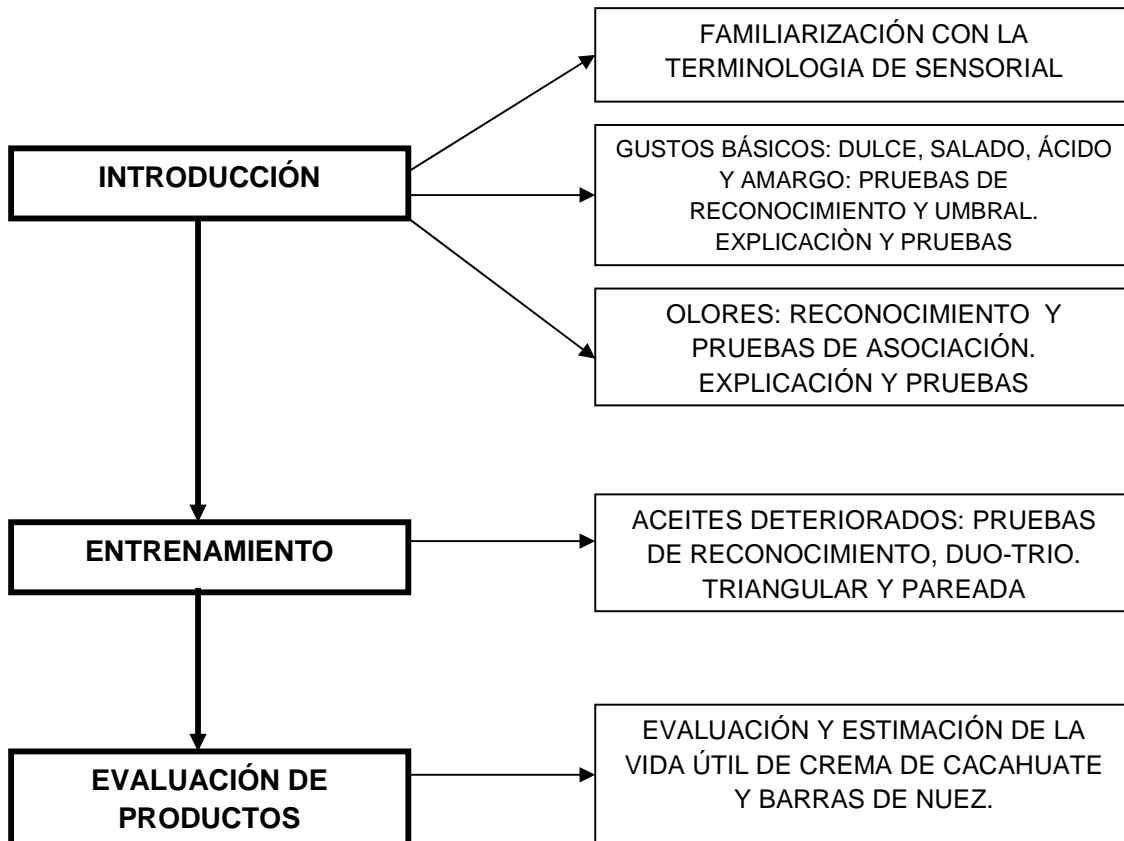 FAMILIARIZACIÓN CON LA
TERMINOLOGIA DE SENSORIAL
INTRODUCCIÓN
GUSTOS BÁSICOS: DULCE, SALADO, ÁCIDO
Y AMARGO: PRUEBAS DE
RECONOCIMIENTO Y UMBRAL.
EXPLICACIÒN Y PRUEBAS
OLORES: RECONOCIMIENTO Y
PRUEBAS DE ASOCIACIÓN.
EXPLICACIÓN Y PRUEBAS
ENTRENAMIENTO
ACEITES DETERIORADOS: PRUEBAS
DE RECONOCIMIENTO, DUO-TRIO.
TRIANGULAR Y PAREADA
EVALUACIÓN DE
PRODUCTOS
EVALUACIÓN Y ESTIMACIÓN DE LA
VIDA ÚTIL DE CREMA DE CACAHUATE
Y BARRAS DE NUEZ.